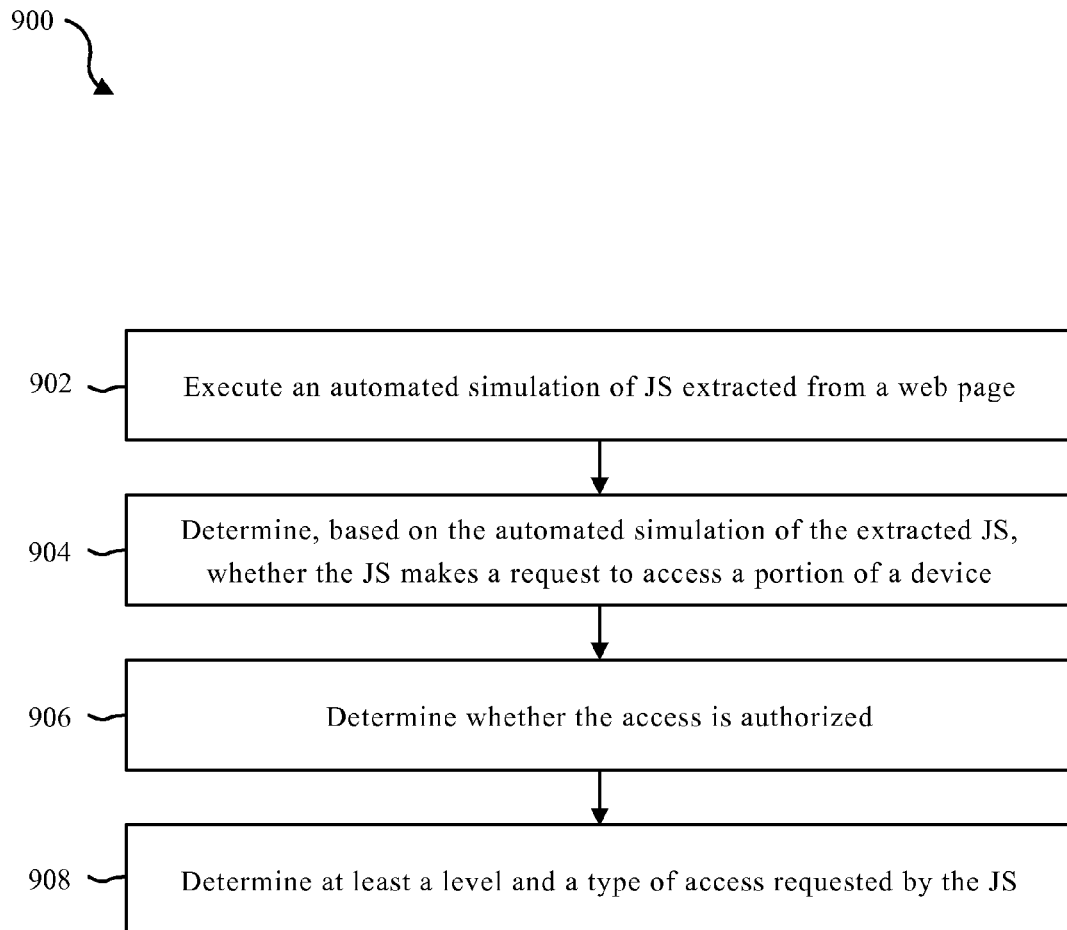 900
902
Execute an automated simulation of JS extracted from a web page
904
Determine, based on the automated simulation of the extracted JS,
whether the JS makes a request to access a portion of a device
906
Determine whether the access is authorized
908
Determine at least a level and a type of access requested by the JS